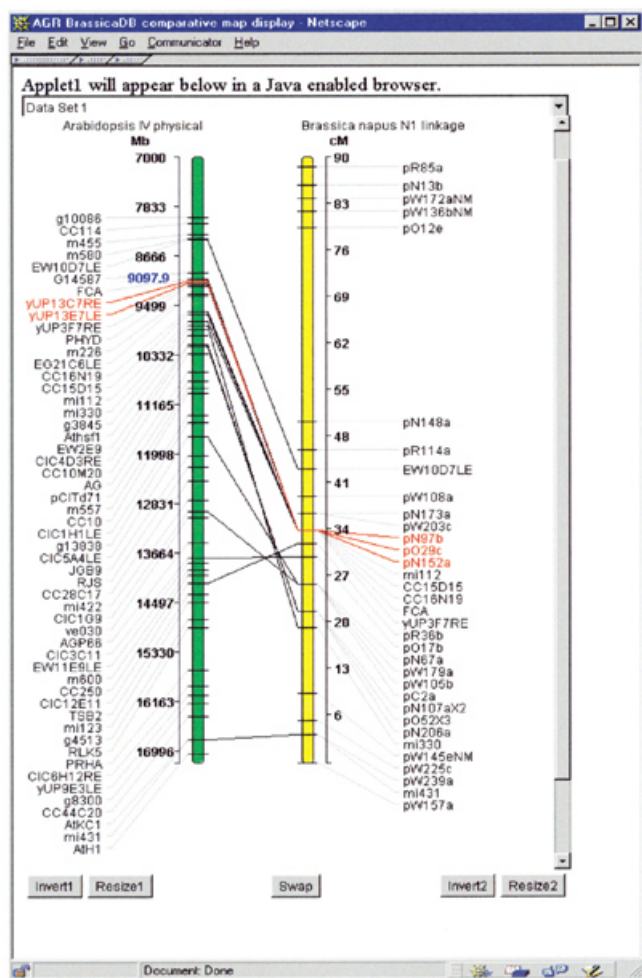 AGR BrassicaDB comparative map display - Netscape
File Edit View Go Communicator Help
Applet1 will appear below in a Java enabled browser.
Data Set 1
Arabidopsis IV physical
Mb
7000
7833
8666
9097.9
9499
10332
11165
11998
12831
13664
14497
15330
16163
16996
g10086
CC114
m455
m580
EW10D7LE
G14587
FCA
yUP13C7RE
yUP13E7LE
yUP3F7RE
PHYD
m226
EG21C6LE
CC16N19
CC15D15
mi112
mi330
g3845
Athsf1
EW2E9
CIC4D3RE
CC10M20
AG
pCITd71
m557
CC10
CIC1H1LE
g13838
CIC5A4LE
JGB9
RJS
CC28C17
mi422
CIC1G9
ve030
AGP66
CIC3C11
EW11E9LE
m600
CC250
CIC12E11
TSB2
mi123
g4513
RLK5
PRHA
CIC6H12RE
yUP9E3LE
g8300
CC44C20
AtKC1
mi431
AtH1
Brassica napus N1 linkage
cM
90
83
76
69
62
55
48
41
34
27
20
13
6
pR85a
pN13b
pW172aNM
pW136bNM
pO12e
pN148a
pR114a
EW10D7LE
pW108a
pN173a
pW203c
pN97b
pO29c
pN152a
mi112
CC15D15
CC16N19
FCA
yUP3F7RE
pR36b
pO17b
pN67a
pW179a
pW105b
pC2a
pN107aX2
pO52X3
pN206a
mi330
pW145eNM
pW225c
pW239a
mi431
pW157a
Invert1 Resize1 Swap Invert2 Resize2
Document: Done